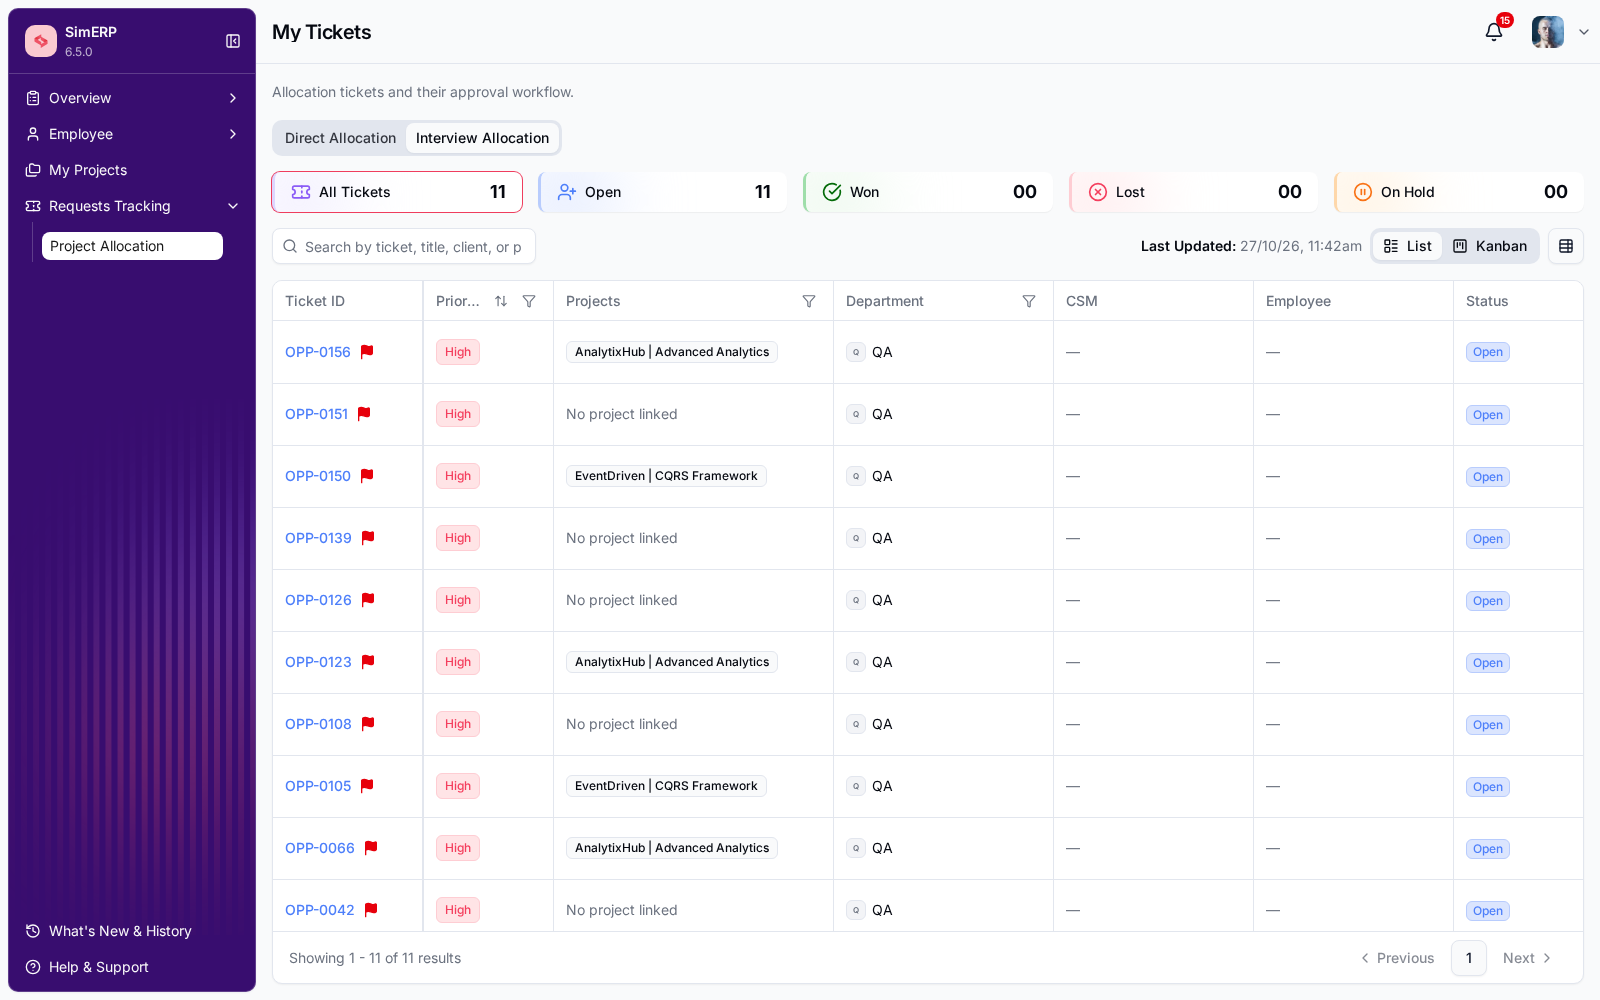 SimERP
6.5.0
Overview
Employee
My Projects
Requests Tracking
Project Allocation
What's New & History
Help & Support
My Tickets
15
Allocation tickets and their approval workflow.
Direct Allocation Interview Allocation
All Tickets 11 Open 11 Won 00 Lost 00 On Hold 00
Search by ticket, title, client, or p
Last Updated: 27/10/26, 11:42am List Kanban
Ticket ID Prior... Projects Department CSM Employee Status
OPP-0156 High AnalytixHub | Advanced Analytics Q QA — — Open
OPP-0151 High No project linked Q QA — — Open
OPP-0150 High EventDriven | CQRS Framework Q QA — — Open
OPP-0139 High No project linked Q QA — — Open
OPP-0126 High No project linked Q QA — — Open
OPP-0123 High AnalytixHub | Advanced Analytics Q QA — — Open
OPP-0108 High No project linked Q QA — — Open
OPP-0105 High EventDriven | CQRS Framework Q QA — — Open
OPP-0066 High AnalytixHub | Advanced Analytics Q QA — — Open
OPP-0042 High No project linked Q QA — — Open
Showing 1 - 11 of 11 results Previous 1 Next